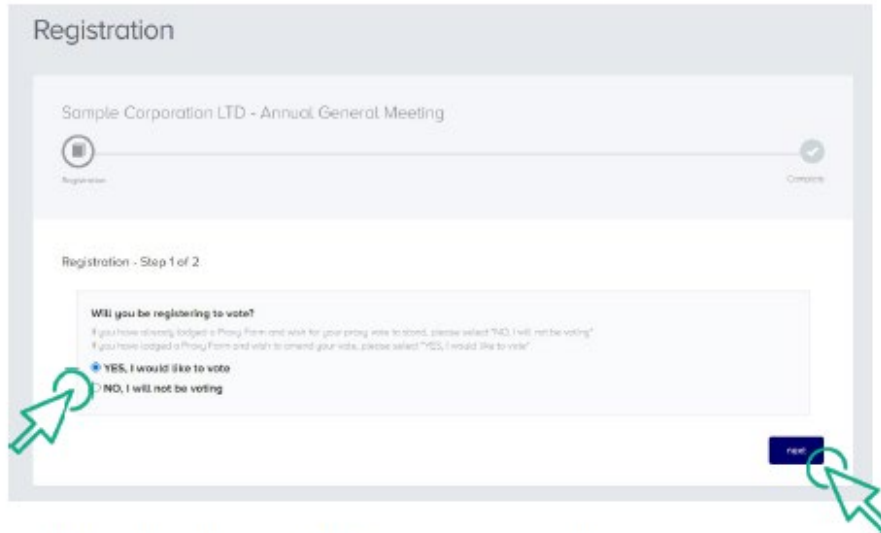 Registration
Sample Corporation LTD - Annual General Meeting
Registration
Complete
Registration - Step 1 of 2
Will you be registering to vote?
If you have already lodged a Proxy Form and wish for your proxy vote to stand, please select "NO, I will not be voting"
If you have lodged a Proxy Form and wish to amend your vote, please select "YES, I would like to vote"
YES, I would like to vote
NO, I will not be voting
next